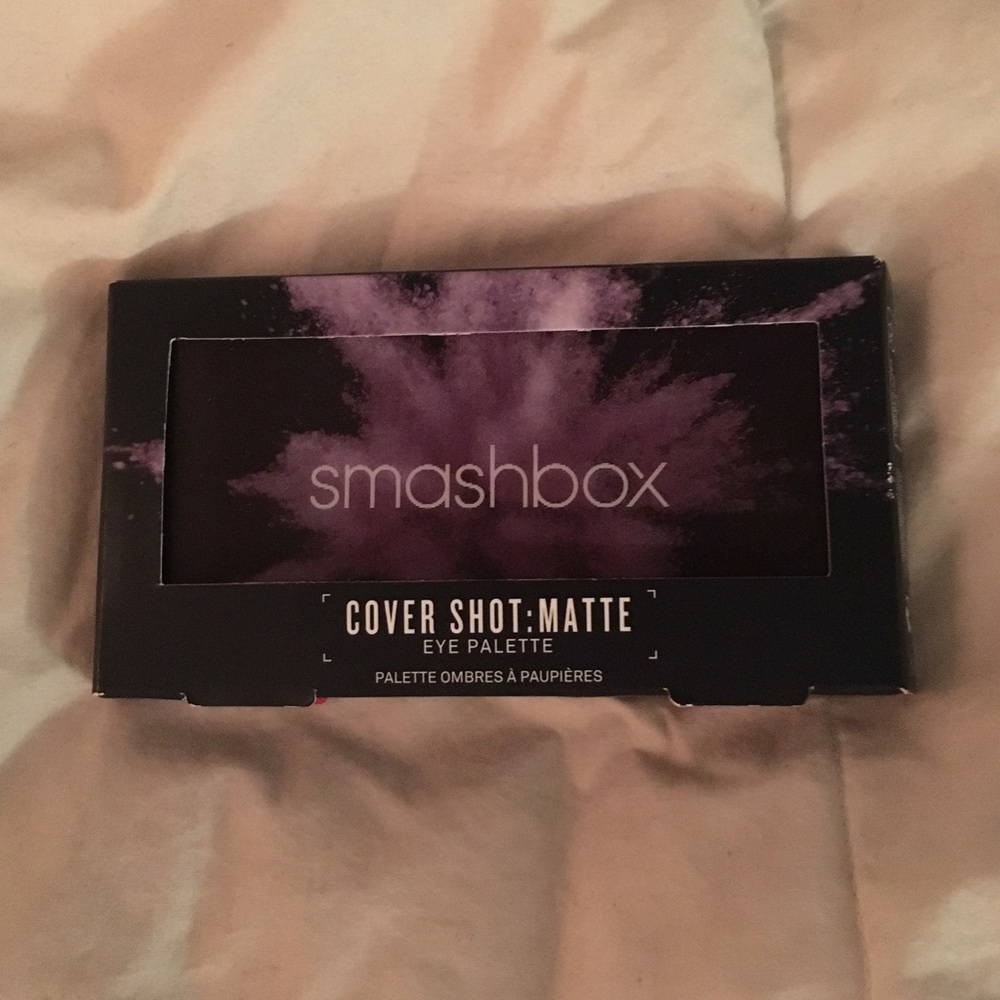 smashbox
COVER SHOT:MATTE
EYE PALETTE
PALETTE OMBRES À PAUPIÈRES